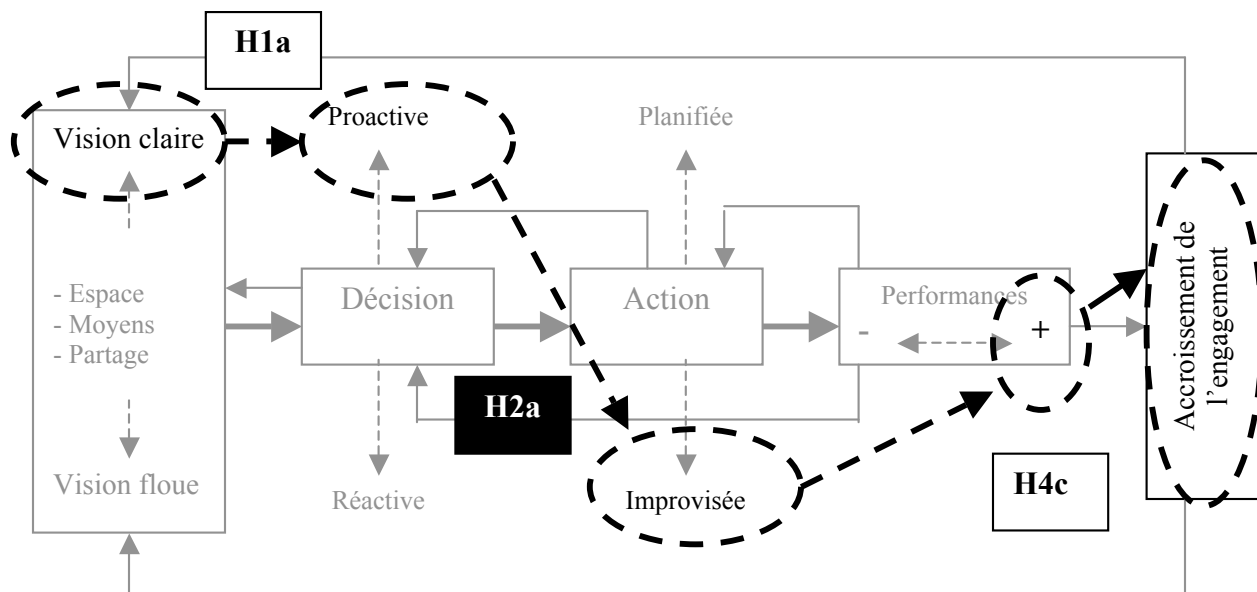 H1a
Vision claire
Proactive
Planifiée
- Espace
- Moyens
- Partage
Décision
Action
Performances
-
+
Accroissement de
l'engagement
H2a
Vision floue
Réactive
Improvisée
H4c